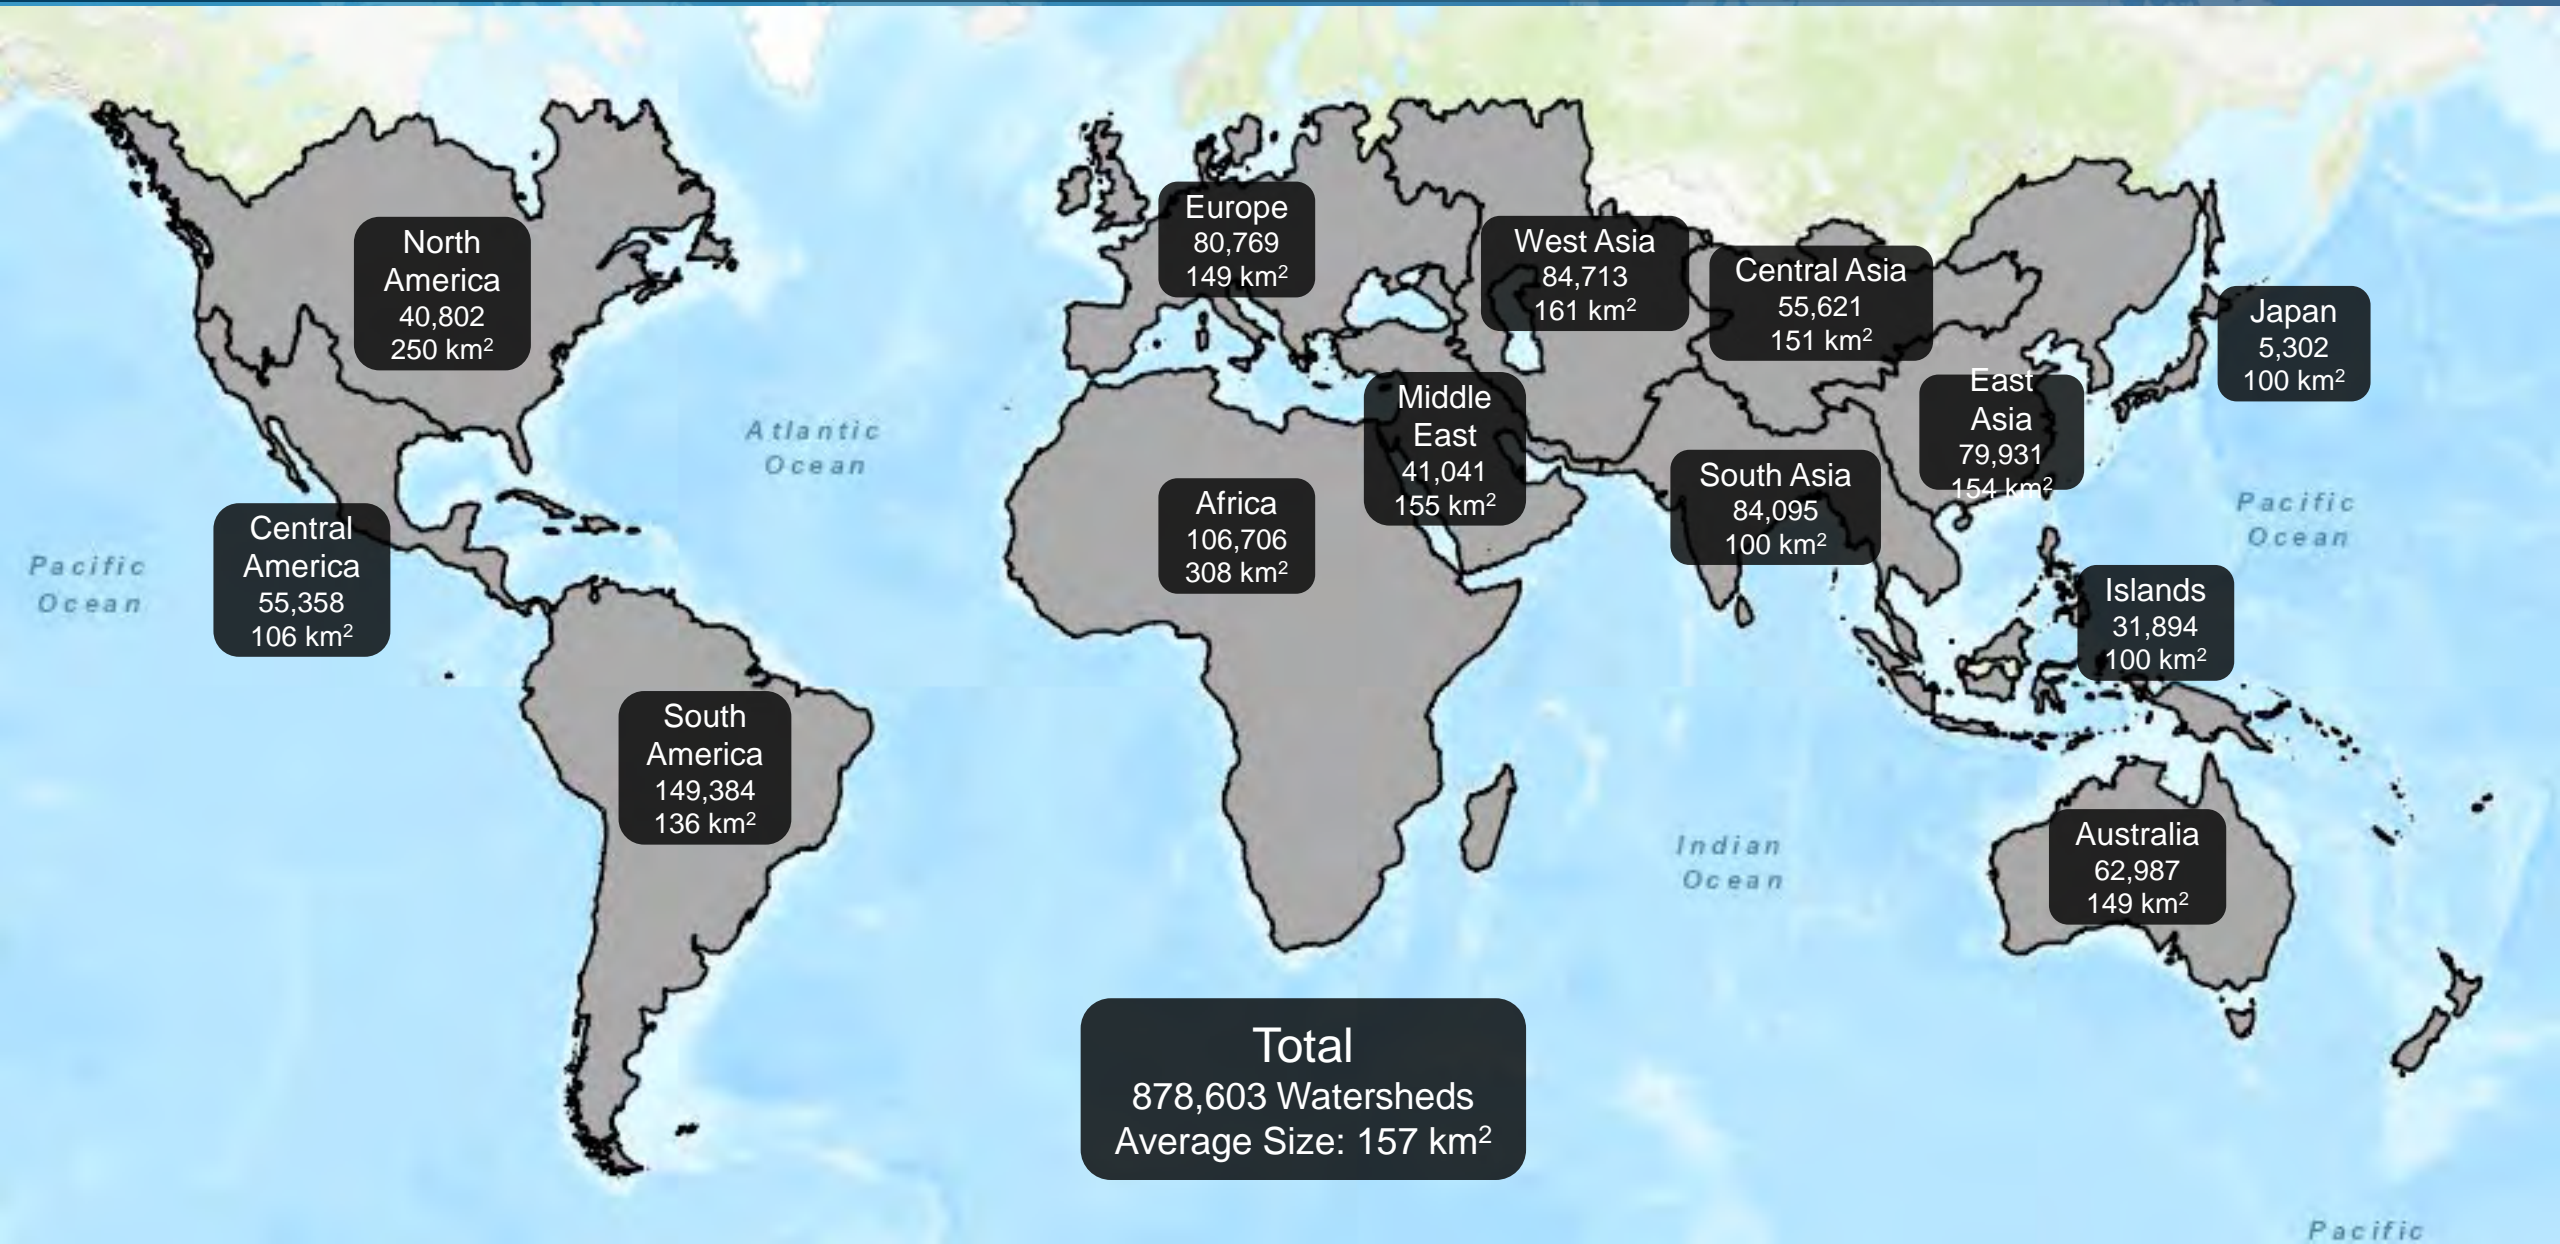 North
America
40,802
250 km²
Europe
80,769
149 km²
West Asia
84,713
161 km²
Central Asia
55,621
151 km²
Japan
5,302
100 km²
Middle
East
41,041
155 km²
East
Asia
79,931
154 km²
Atlantic
Ocean
South Asia
84,095
100 km²
Africa
106,706
308 km²
Pacific
Ocean
Central
America
55,358
106 km²
Pacific
Ocean
Islands
31,894
100 km²
South
America
149,384
136 km²
Indian
Ocean
Australia
62,987
149 km²
Total
878,603 Watersheds
Average Size: 157 km²
Pacific